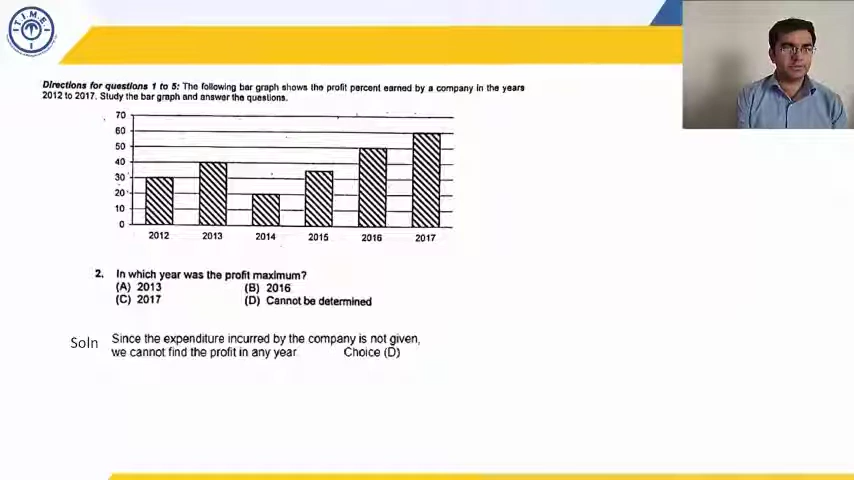 T.I.M.E.
Directions for questions 1 to 5: The following bar graph shows the profit percent earned by a company in the years
2012 to 2017. Study the bar graph and answer the questions.
70
60
50
40
30
20
10
0
2012 2013 2014 2015 2016 2017
2. In which year was the profit maximum?
(A) 2013 (B) 2016
(C) 2017 (D) Cannot be determined
Soln Since the expenditure incurred by the company is not given,
we cannot find the profit in any year Choice (D)